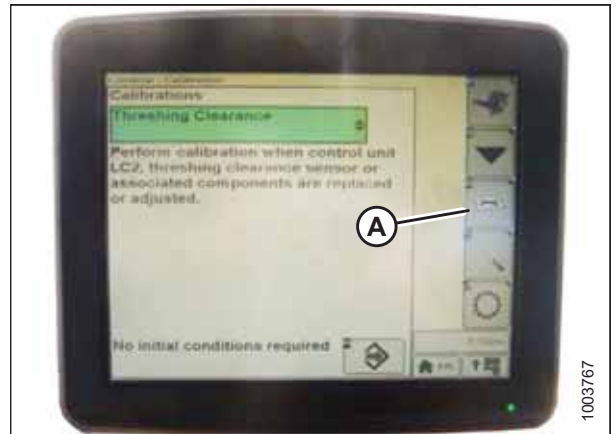 Calibrations
Threshing Clearance
Perform calibration when control unit
LC2, threshing clearance sensor or
associated components are replaced
or adjusted.
A
No initial conditions required
1003767